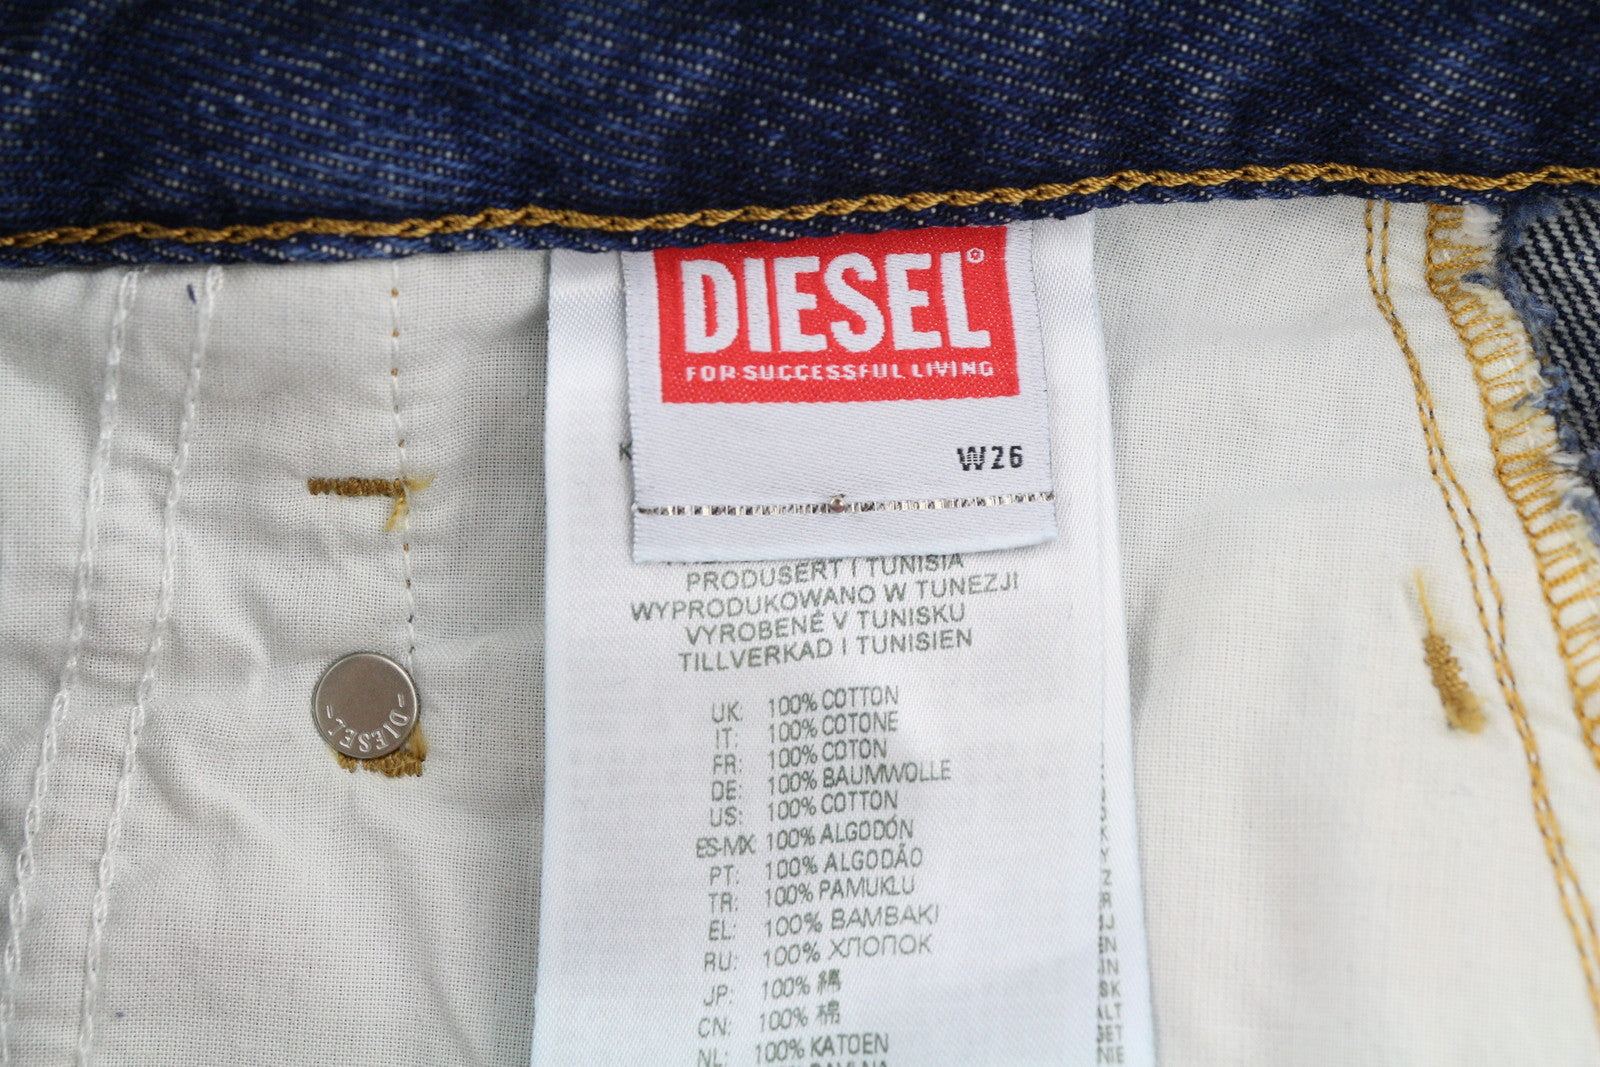 DIESEL®
FOR SUCCESSFUL LIVING
W26
K
PRODUSERT I TUNISIA
WYPRODUKOWANO W TUNEZJI
VYROBENÉ V TUNISKU
TILLVERKAD I TUNISIEN
UK: 100% COTTON
IT: 100% COTONE
FR: 100% COTON
DE: 100% BAUMWOLLE
US: 100% COTTON
ES-MX: 100% ALGODÓN
PT: 100% ALGODÃO
TR: 100% PAMUKLU
EL: 100% BAMBAKI
RU: 100% ХЛОПОК
JP: 100% 綿
CN: 100% 棉
NL: 100% KATOEN
-DIESEL-